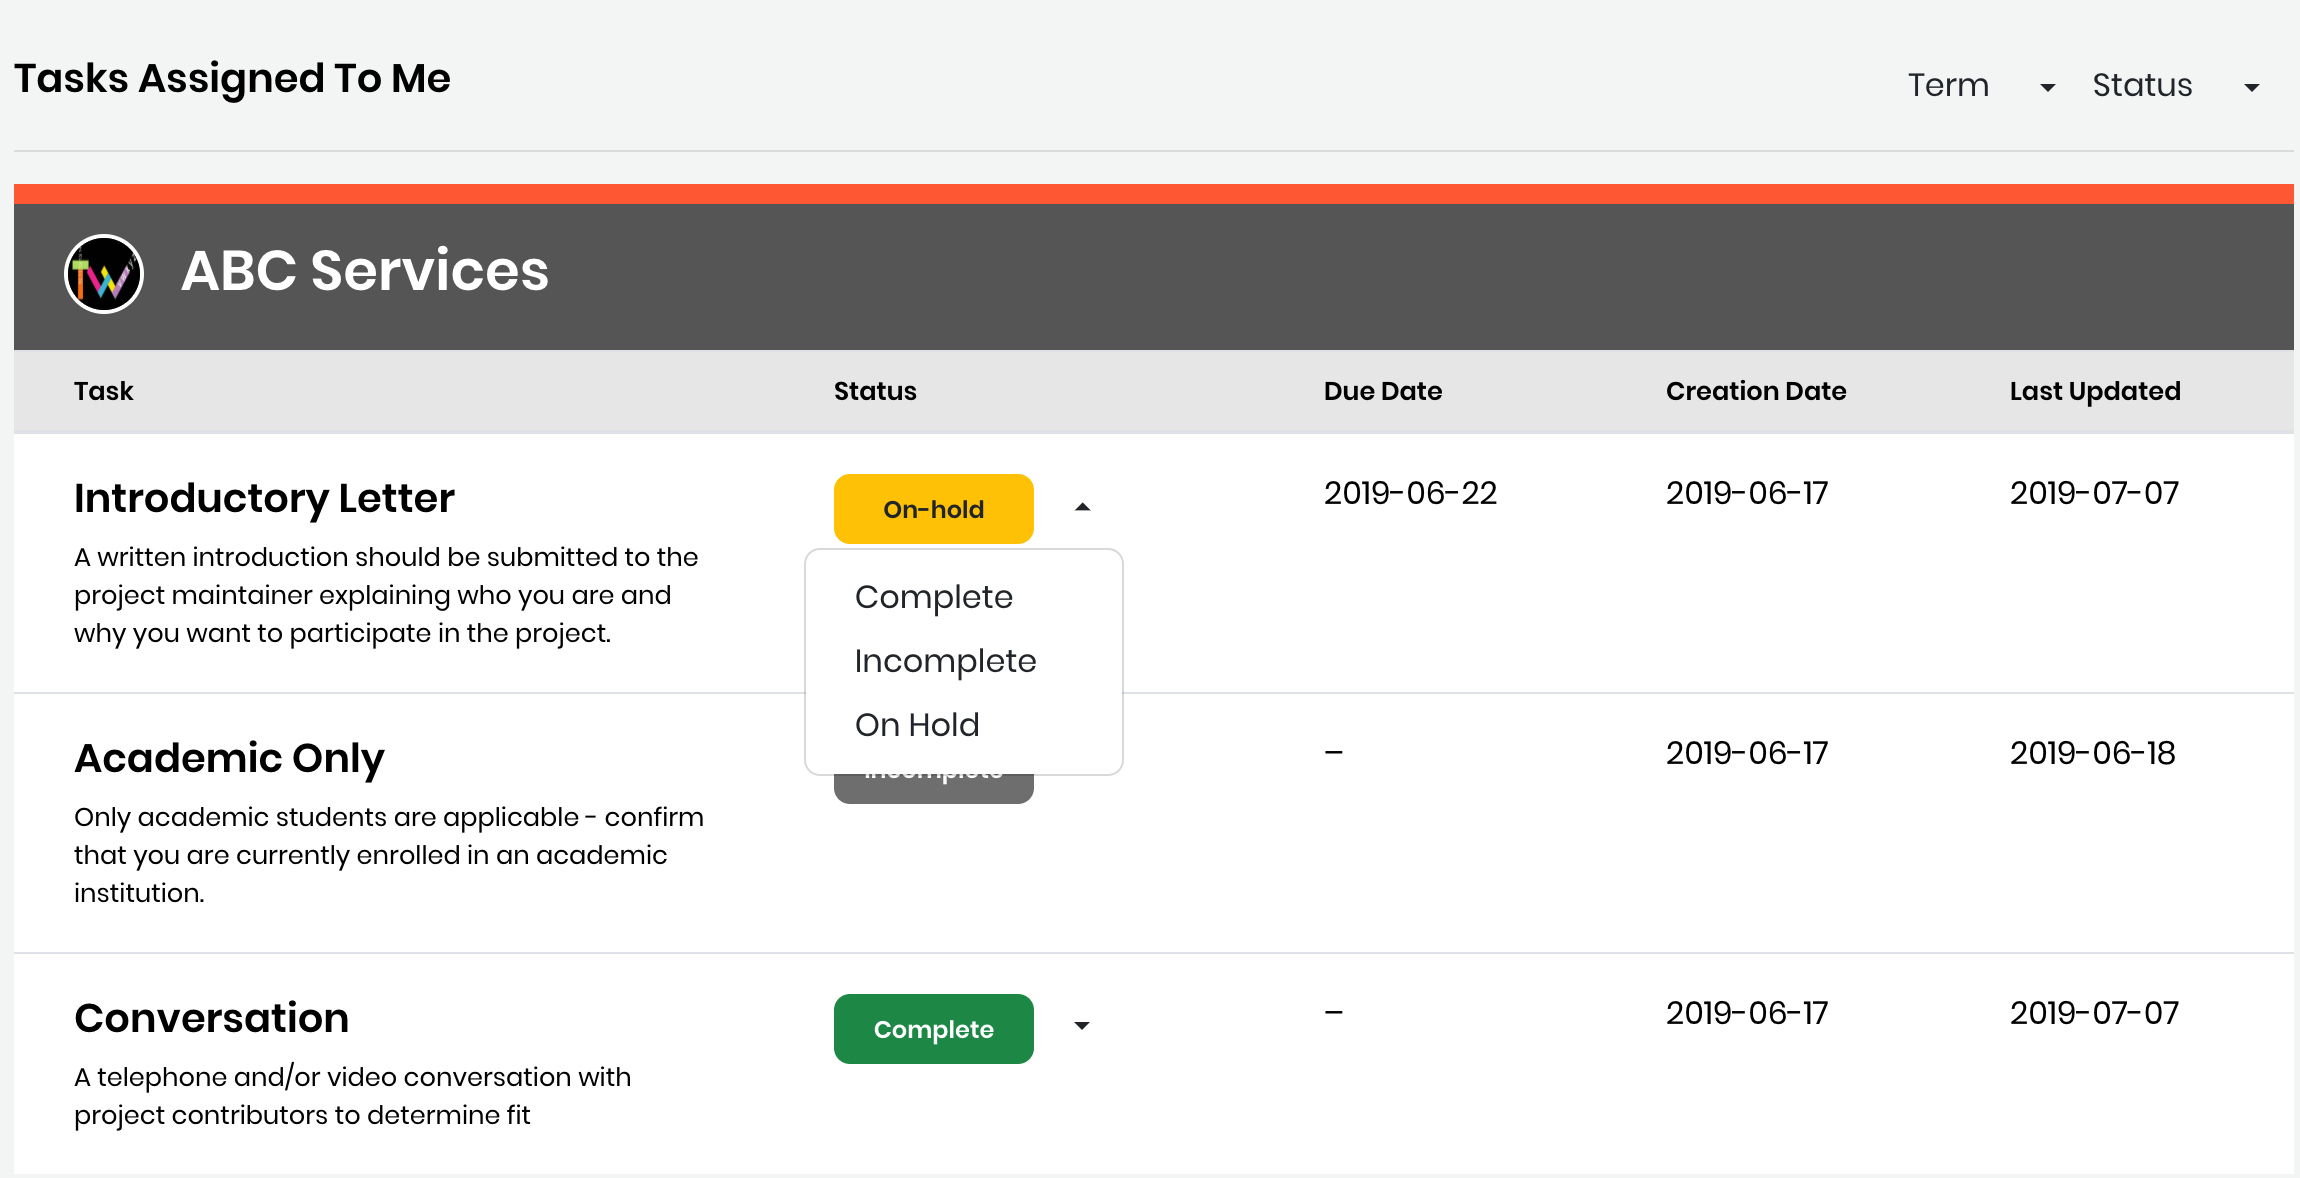 Tasks Assigned To Me
Term
Status
TW
ABC Services
Task
Status
Due Date
Creation Date
Last Updated
Introductory Letter
A written introduction should be submitted to the
project maintainer explaining who you are and
why you want to participate in the project.
On-hold
Complete
Incomplete
On Hold
2019-06-22
2019-06-17
2019-07-07
Academic Only
Only academic students are applicable - confirm
that you are currently enrolled in an academic
institution.
Incomplete
–
2019-06-17
2019-06-18
Conversation
A telephone and/or video conversation with
project contributors to determine fit
Complete
–
2019-06-17
2019-07-07